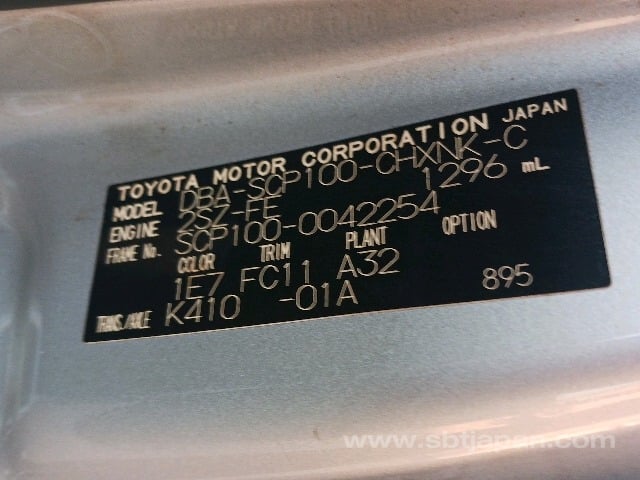 TOYOTA MOTOR CORPORATION JAPAN
MODEL DBA-SCP100-CHXNK-C
ENGINE 2SZ-FE 1296 mL
FRAME No. SCP100-0042254
COLOR TRIM PLANT OPTION
1E7 FC11 A32
TRANS./AXLE K410 -01A 895
www.sbtjapan.com